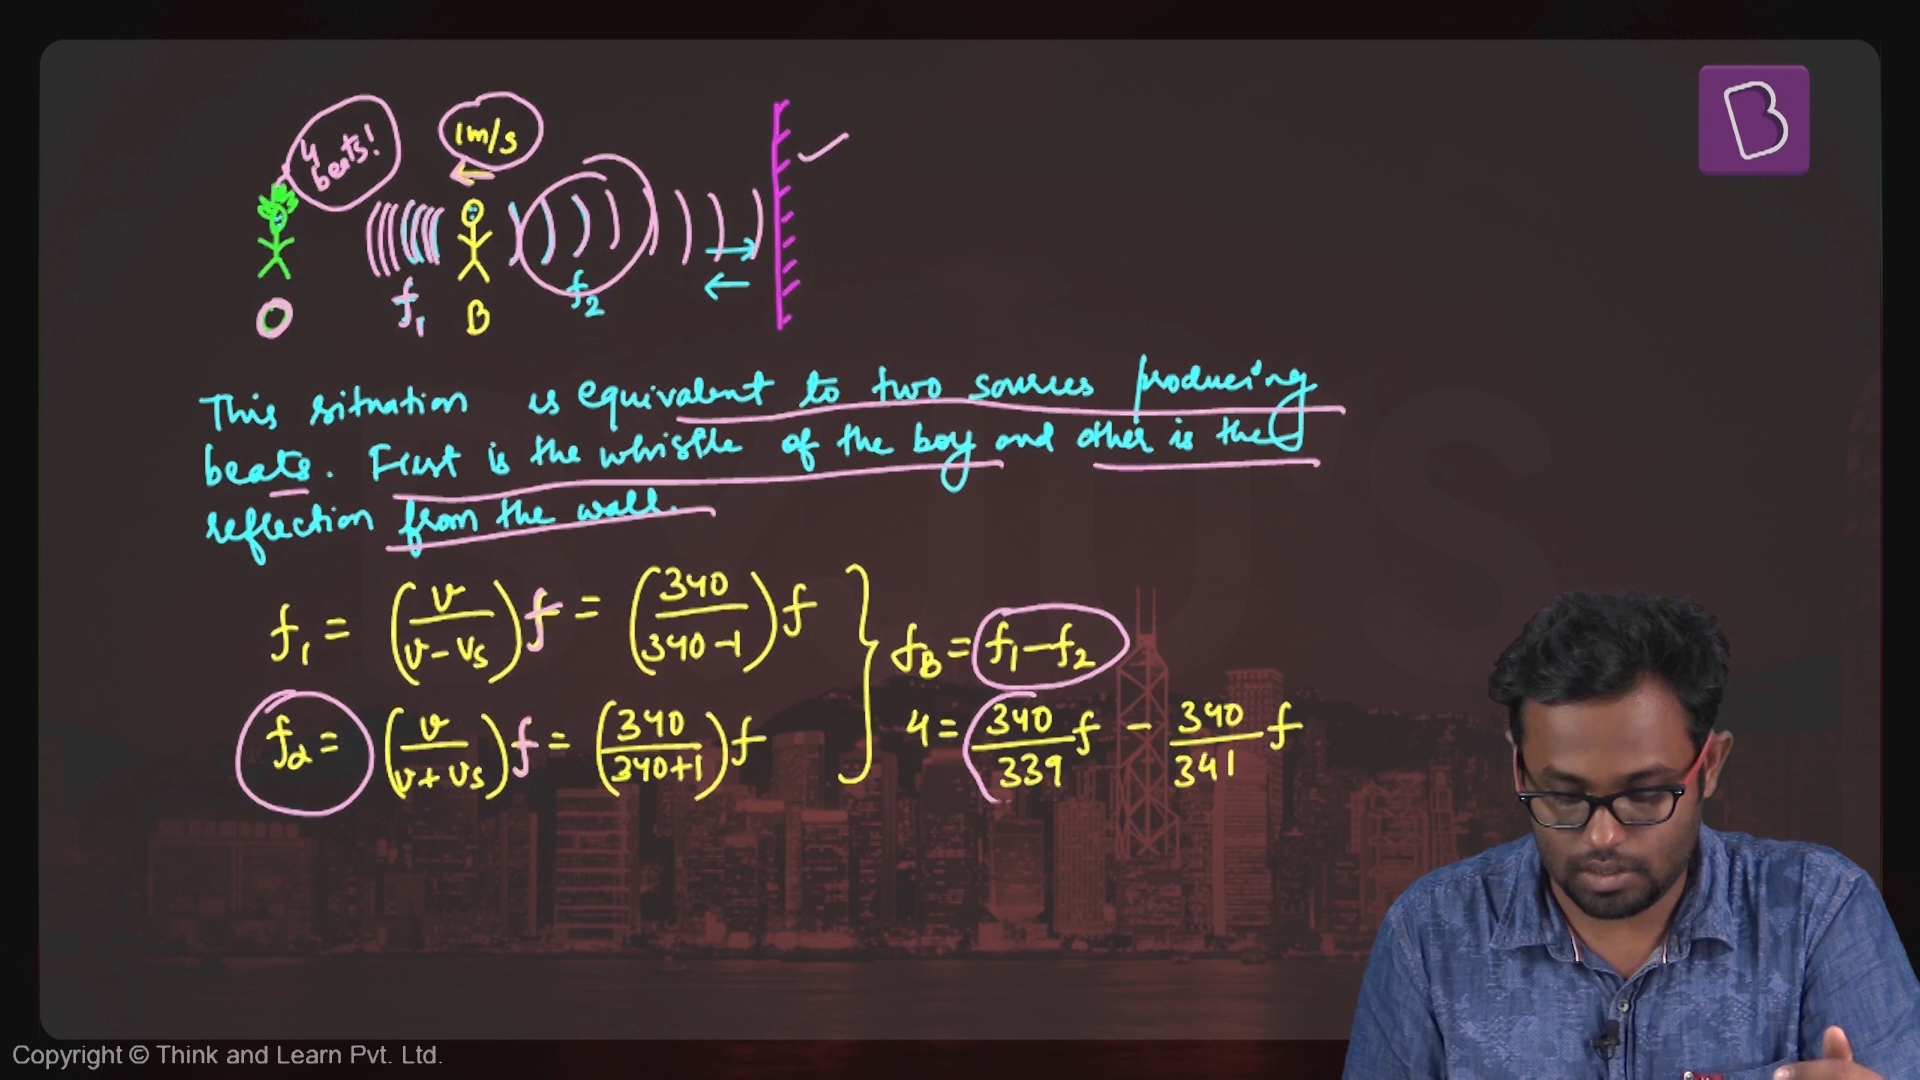 4 beats!
1m/s
B
O
f₁
B
f₂
This situation is equivalent to two sources producing
beats. First is the whistle of the boy and other is the
reflection from the wall.
f₁ = (v/(v-vs))f = (340/(340-1))f
f₂ = (v/(v+vs))f = (340/(340+1))f
fB = f₁-f₂
4 = 340/339 f - 340/341 f
Copyright © Think and Learn Pvt. Ltd.